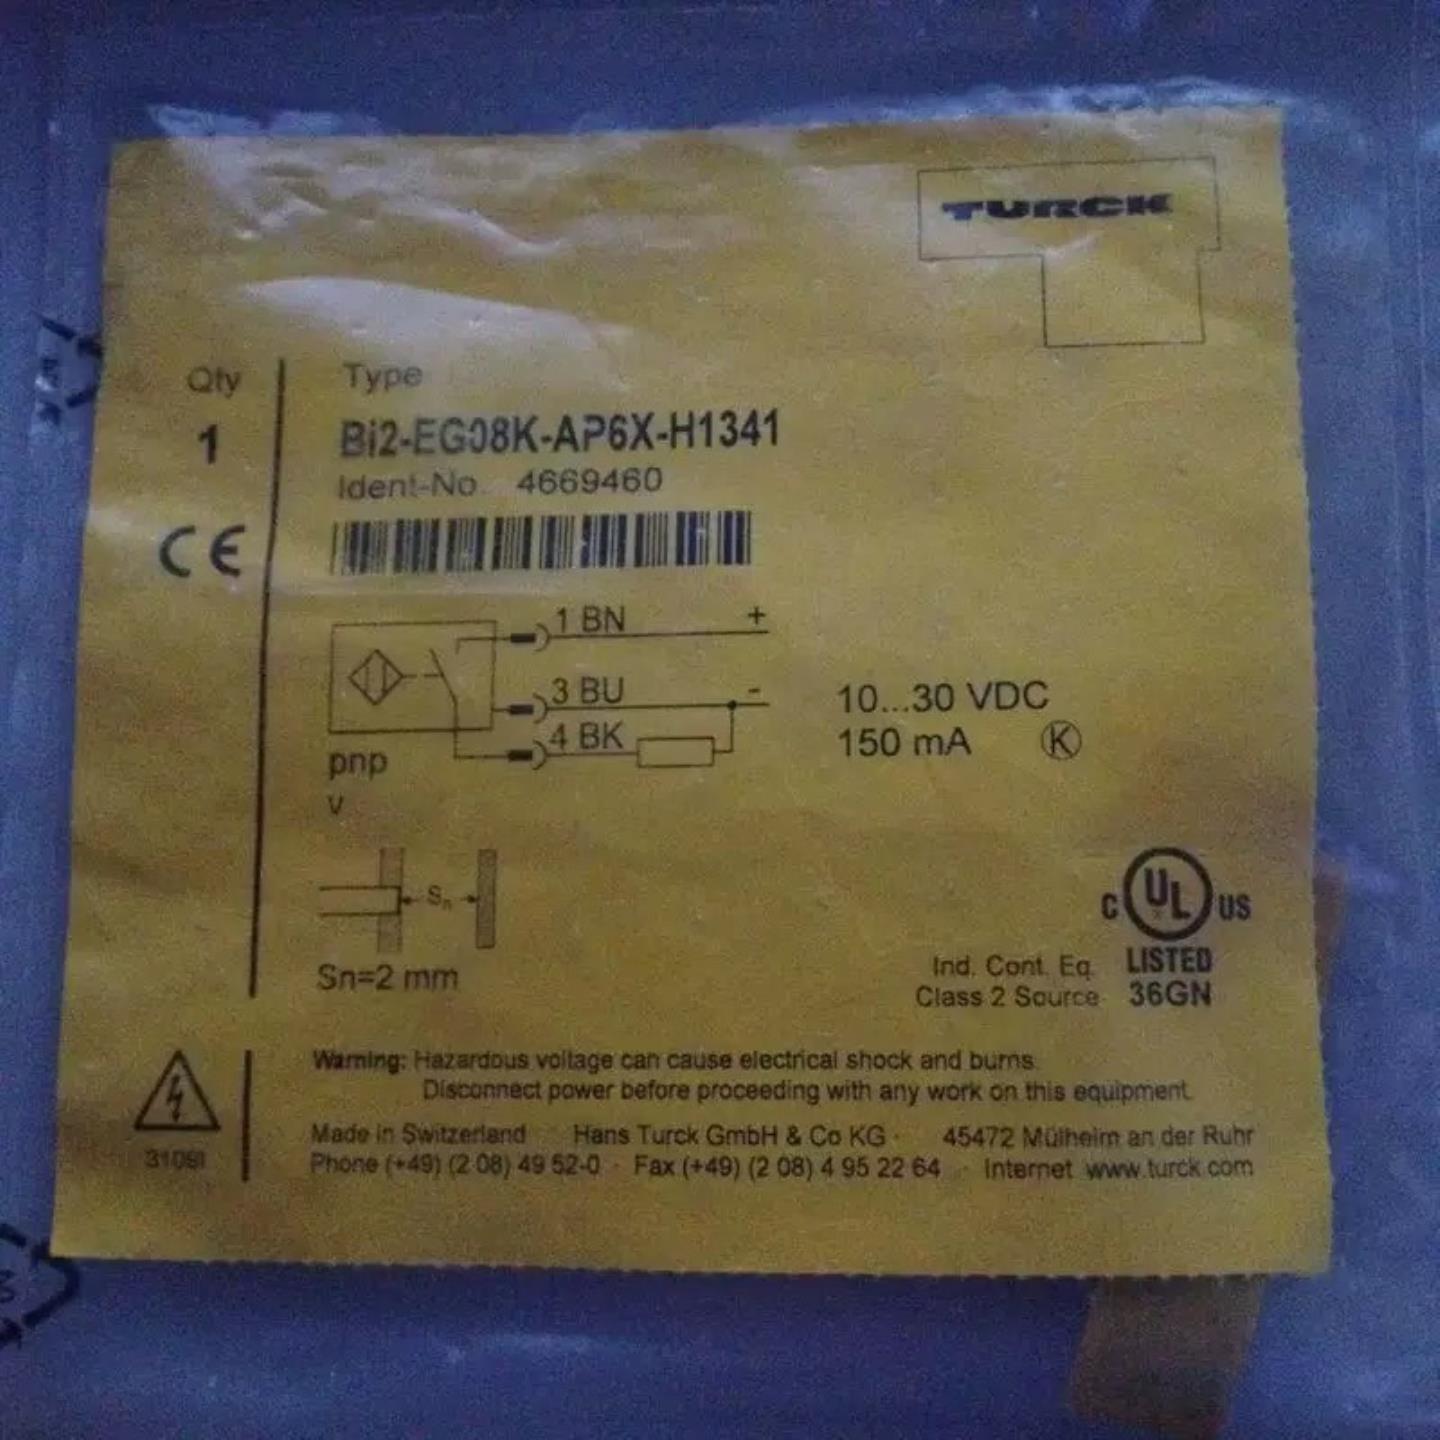 TURCK
Qty Type
1 Bi2-EG08K-AP6X-H1341
Ident-No. 4669460
CE
1 BN +
3 BU -
4 BK
pnp
v
10...30 VDC
150 mA K
Sn
Sn=2 mm
C UL US
Ind. Cont. Eq. LISTED
Class 2 Source 36GN
Warning: Hazardous voltage can cause electrical shock and burns.
Disconnect power before proceeding with any work on this equipment.
Made in Switzerland Hans Turck GmbH & Co KG · 45472 Mülheim an der Ruhr
Phone (+49) (2 08) 49 52-0 · Fax (+49) (2 08) 4 95 22 64 · Internet www.turck.com